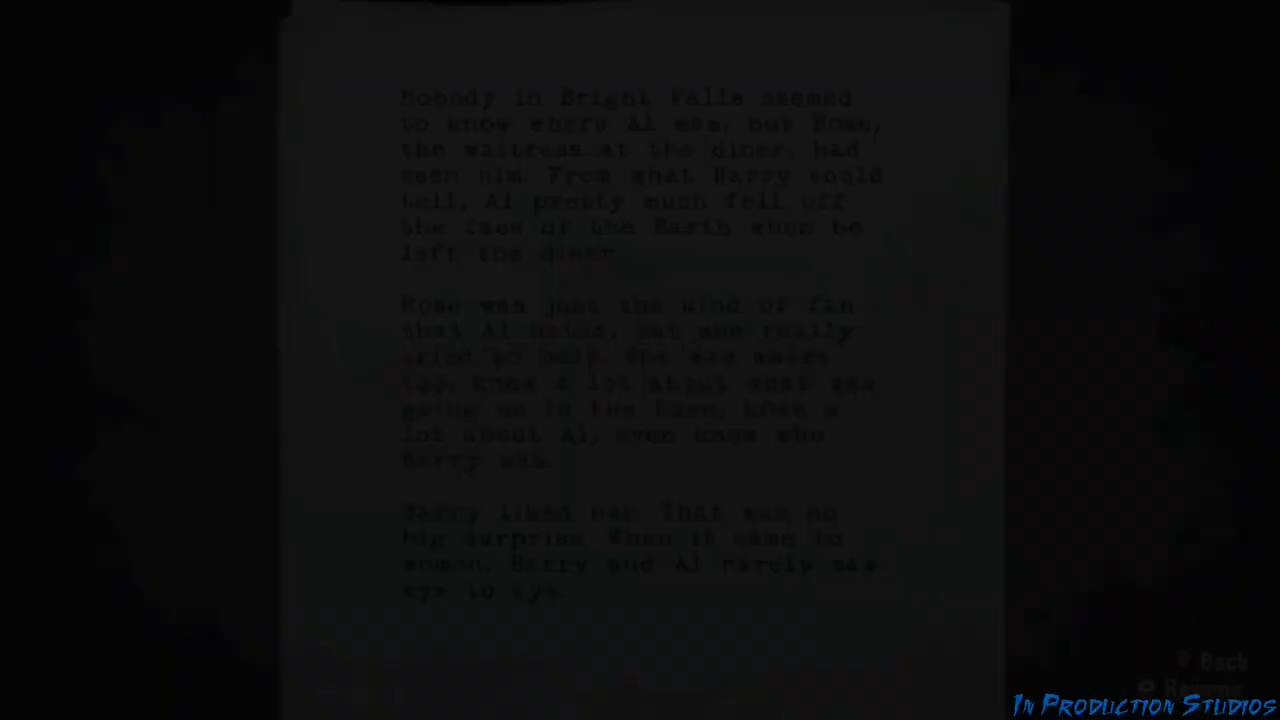 Nobody in Bright Falls seemed
to know where Al was, but Rose,
the waitress at the diner, had
seen him. From what Barry could
tell, Al pretty much fell off
the face of the Earth when he
left the diner.
Rose was just the kind of fan
that Al hated, but she really
tried to help. She was smart
too, knew a lot about what was
going on in the town, knew a
lot about Al, even knew who
Barry was.
Barry liked her. That was no
big surprise. When it came to
women, Barry and Al rarely saw
eye to eye.
Back
Resume
In Production Studios